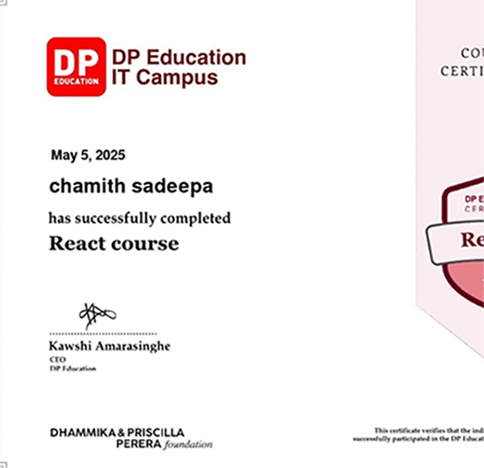 DP
EDUCATION
DP Education
IT Campus
COU
CERTI
May 5, 2025
chamith sadeepa
has successfully completed
React course
DP E
CER
Re
Kawshi Amarasinghe
CEO
DP Education
DHAMMIKA & PRISCILLA
PERERA foundation
This certificate verifies that the indi
successfully participated in the DP Educat